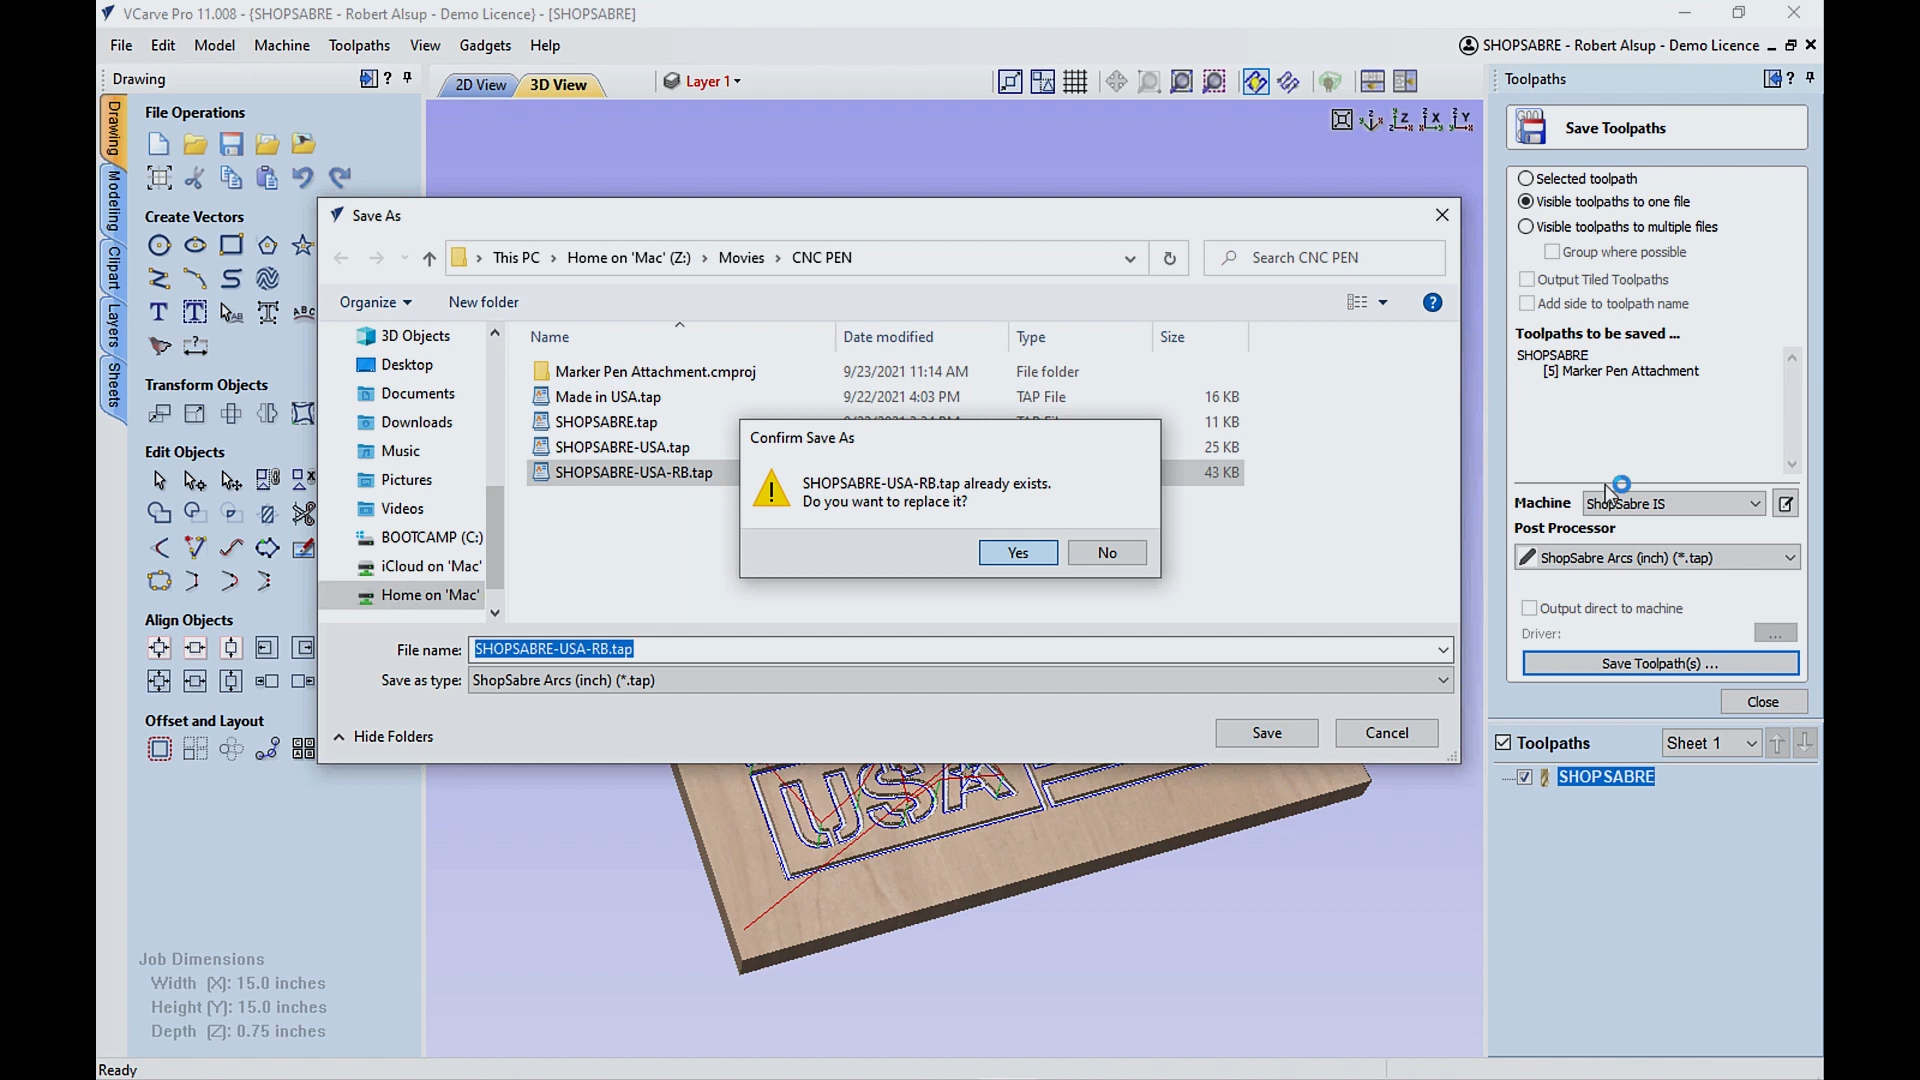 VCarve Pro 11.008 - {SHOPSABRE - Robert Alsup - Demo Licence} - [SHOPSABRE]
File Edit Model Machine Toolpaths View Gadgets Help
SHOPSABRE - Robert Alsup - Demo Licence
Drawing
2D View
3D View
Layer 1
Toolpaths
Drawing
Modeling
Clipart
Layers
Sheets
File Operations
Create Vectors
Transform Objects
Edit Objects
Align Objects
Offset and Layout
Job Dimensions
Width (X): 15.0 inches
Height (Y): 15.0 inches
Depth (Z): 0.75 inches
Ready
Save As
This PC > Home on 'Mac' (Z:) > Movies > CNC PEN
Search CNC PEN
Organize
New folder
3D Objects
Desktop
Documents
Downloads
Music
Pictures
Videos
BOOTCAMP (C:)
iCloud on 'Mac'
Home on 'Mac'
Name Date modified Type Size
Marker Pen Attachment.cmproj 9/23/2021 11:14 AM File folder
Made in USA.tap 9/22/2021 4:03 PM TAP File 16 KB
SHOPSABRE.tap 11 KB
SHOPSABRE-USA.tap 25 KB
SHOPSABRE-USA-RB.tap 43 KB
Confirm Save As
SHOPSABRE-USA-RB.tap already exists.
Do you want to replace it?
Yes
No
File name: SHOPSABRE-USA-RB.tap
Save as type: ShopSabre Arcs (inch) (*.tap)
Hide Folders
Save
Cancel
USA
Save Toolpaths
Selected toolpath
Visible toolpaths to one file
Visible toolpaths to multiple files
Group where possible
Output Tiled Toolpaths
Add side to toolpath name
Toolpaths to be saved ...
SHOPSABRE
[5] Marker Pen Attachment
Machine ShopSabre IS
Post Processor
ShopSabre Arcs (inch) (*.tap)
Output direct to machine
Driver: ...
Save Toolpath(s) ...
Close
Toolpaths
Sheet 1
SHOPSABRE